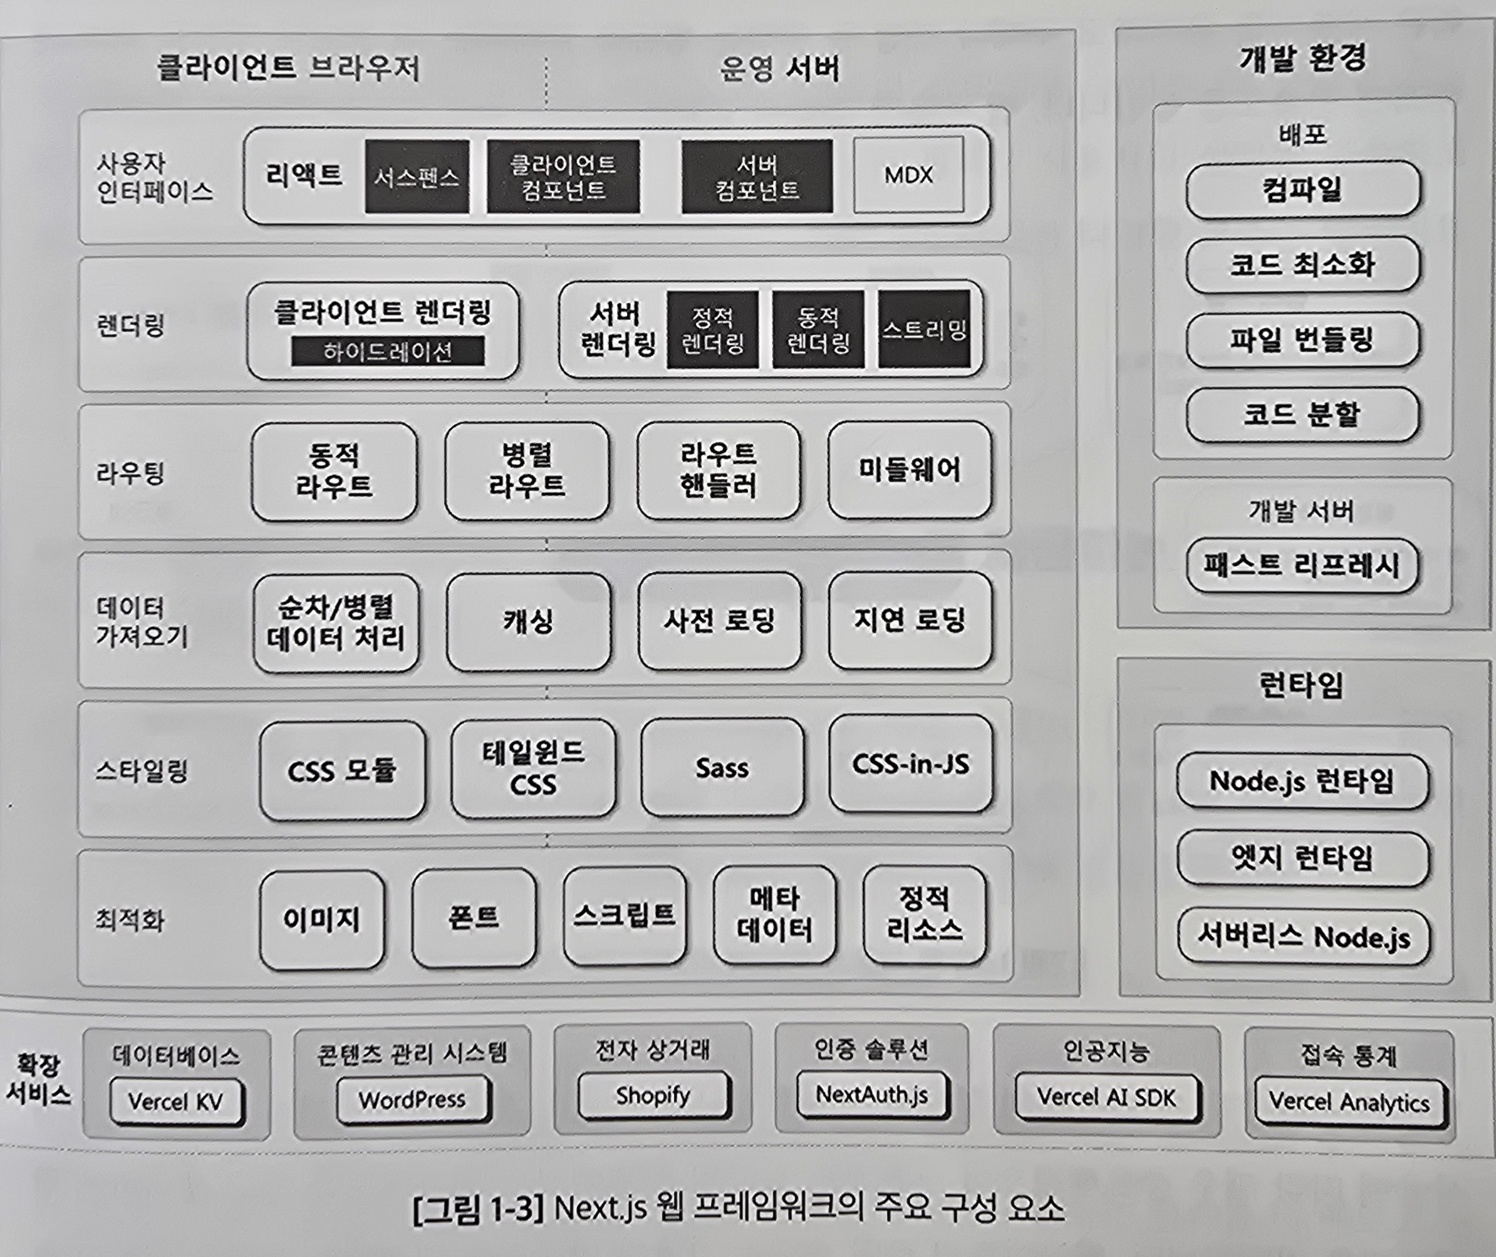 클라이언트 브라우저
운영 서버
사용자
인터페이스
리액트
서스펜스
클라이언트
컴포넌트
서버
컴포넌트
MDX
렌더링
클라이언트 렌더링
하이드레이션
서버
렌더링
정적
렌더링
동적
렌더링
스트리밍
라우팅
동적
라우트
병렬
라우트
라우트
핸들러
미들웨어
데이터
가져오기
순차/병렬
데이터 처리
캐싱
사전 로딩
지연 로딩
스타일링
CSS 모듈
테일윈드
CSS
Sass
CSS-in-JS
최적화
이미지
폰트
스크립트
메타
데이터
정적
리소스
개발 환경
배포
컴파일
코드 최소화
파일 번들링
코드 분할
개발 서버
패스트 리프레시
런타임
Node.js 런타임
엣지 런타임
서버리스 Node.js
확장
서비스
데이터베이스
Vercel KV
콘텐츠 관리 시스템
WordPress
전자 상거래
Shopify
인증 솔루션
NextAuth.js
인공지능
Vercel AI SDK
접속 통계
Vercel Analytics
[그림 1-3] Next.js 웹 프레임워크의 주요 구성 요소